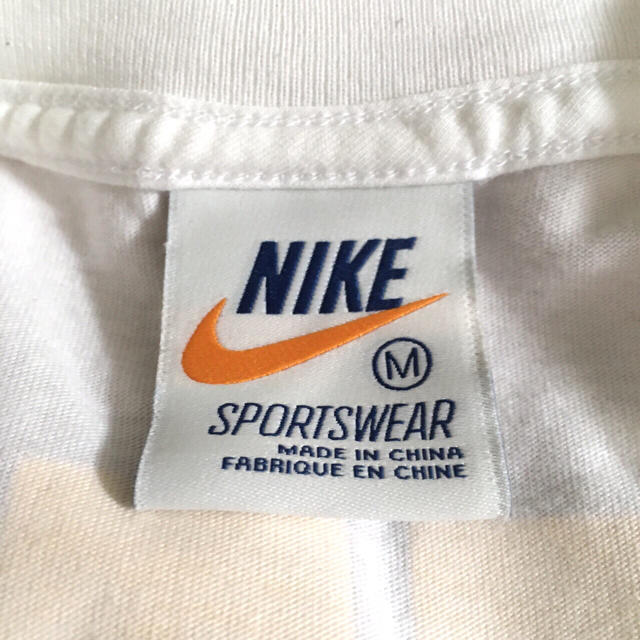 NIKE
M
SPORTSWEAR
MADE IN CHINA
FABRIQUE EN CHINE